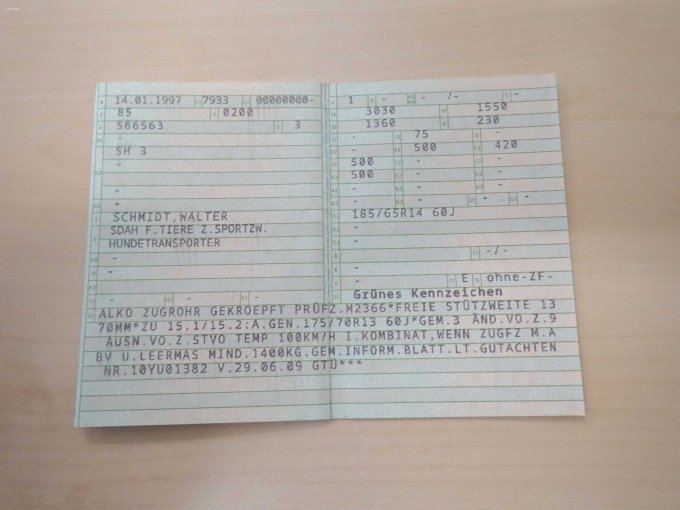 14.01.1997 7933 00000000-
85 0200
S66563 3
-
SH 3
-
-
-
SCHMIDT,WALTER
SDAH F.TIERE Z.SPORTZW.
HUNDETRANSPORTER
-
-
- - -
1 - - /- -
3030 1550
1360 230
- 75 -
- 500 420
500 - -
500 - -
- - -
- - - -
185/65R14 60J
-
-
- -/-
-
- E ohne-ZF-
Grünes Kennzeichen
ALKO ZUGROHR GEKROEPFT PRÜFZ.M2366*FREIE STÜTZWEITE 13
70MM*ZU 15.1/15.2:A.GEN.175/70R13 60J*GEM.3 ÄND.VO.Z.9
AUSN.VO.Z.STVO TEMP 100KM/H I.KOMBINAT,WENN ZUGFZ M.A
BV U.LEERMAS MIND.1400KG.GEM.INFORM.BLATT.LT.GUTACHTEN
NR.10YU01382 V.29.06.09 GTÜ***